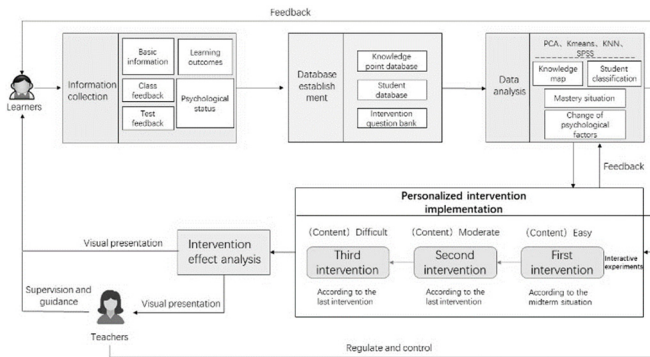 Feedback
Learners
Information
collection
Basic
information
Learning
outcomes
Class
feedback
Psychological
status
Test
feedback
Database
establish
ment
Knowledge
point database
Student
database
Intervention
question bank
Data
analysis
PCA、Kmeans、KNN、
SPSS
Knowledge
map
Student
classification
Mastery situation
Change of
psychological
factors
Feedback
Personalized intervention
implementation
(Content) Difficult
(Content) Moderate
(Content) Easy
Third
intervention
Second
intervention
First
intervention
Interactive
experiments
According to the
last intervention
According to the
last intervention
According to the
midterm situation
Intervention
effect analysis
Visual presentation
Visual presentation
Supervision and
guidance
Teachers
Regulate and control